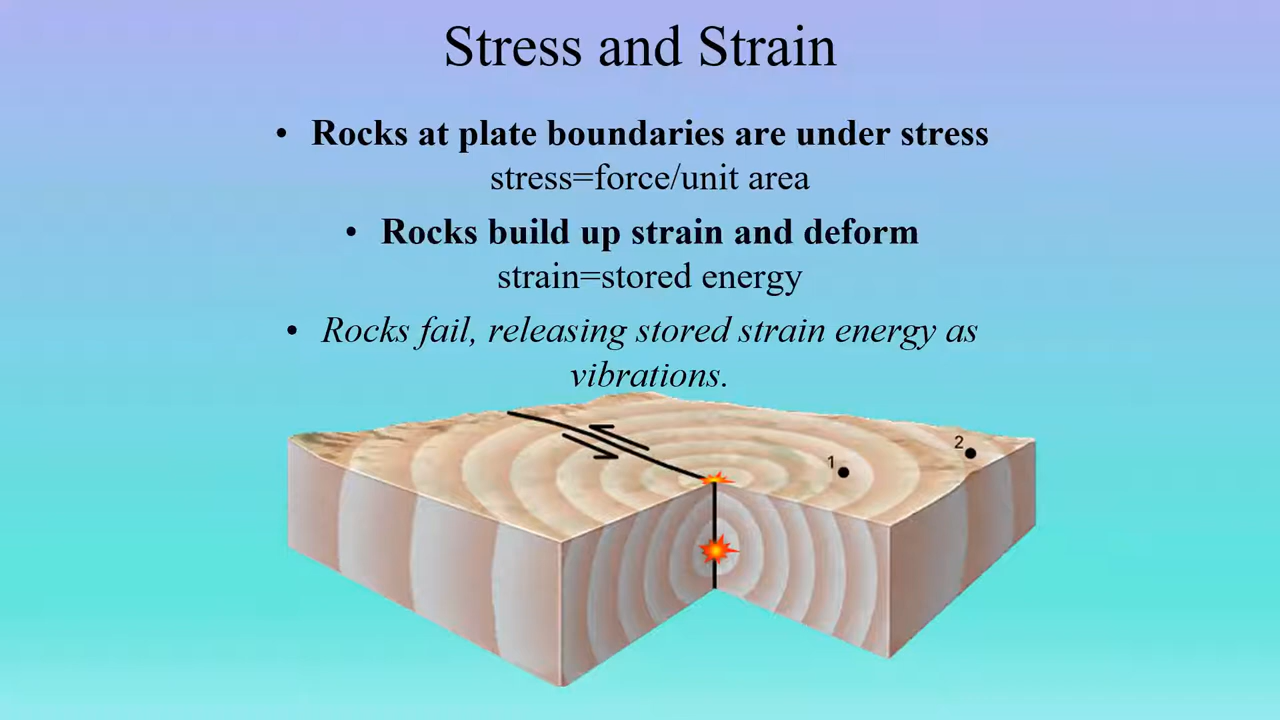 Stress and Strain
• Rocks at plate boundaries are under stress
stress=force/unit area
• Rocks build up strain and deform
strain=stored energy
• Rocks fail, releasing stored strain energy as
vibrations.
1
2